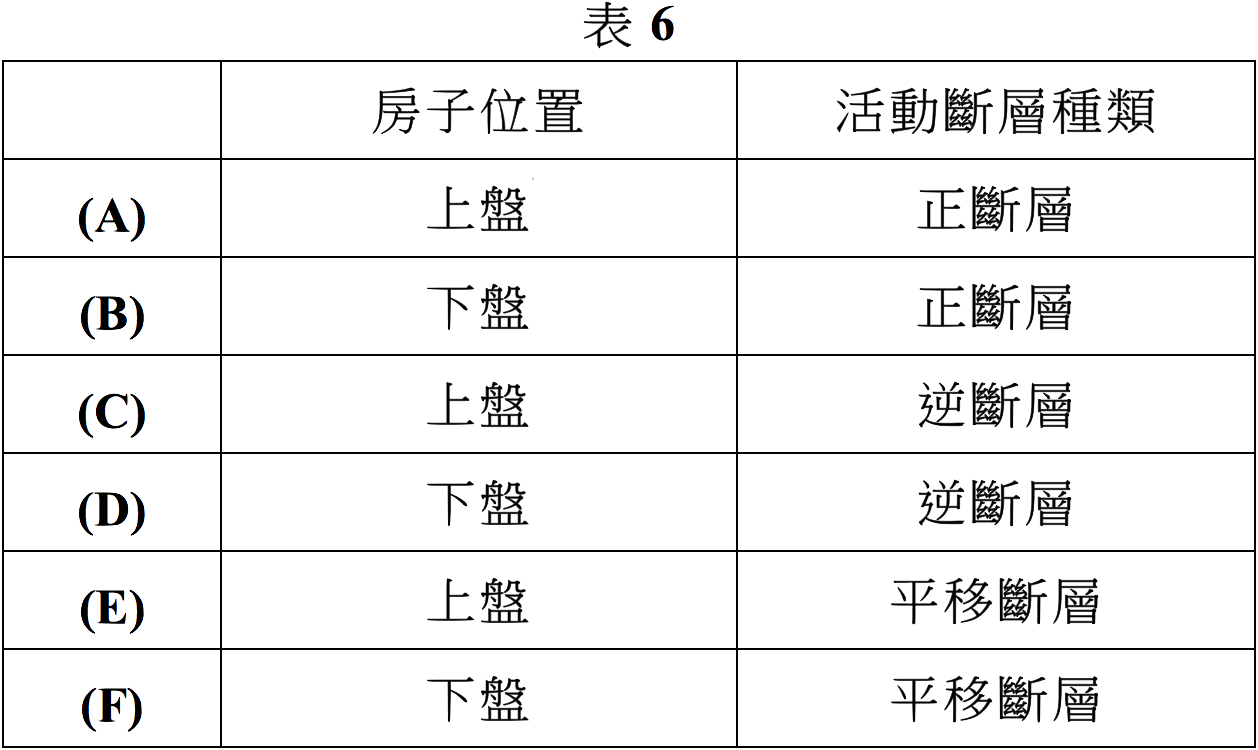 表 6
房子位置 活動斷層種類
(A) 上盤 正斷層
(B) 下盤 正斷層
(C) 上盤 逆斷層
(D) 下盤 逆斷層
(E) 上盤 平移斷層
(F) 下盤 平移斷層